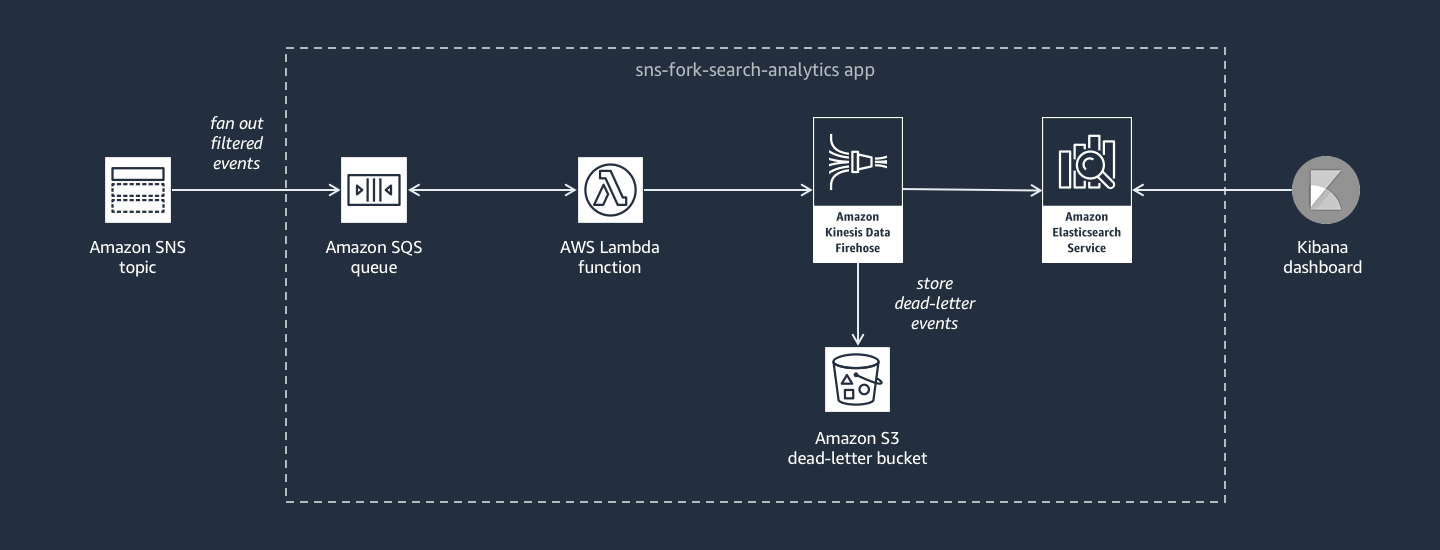 sns-fork-search-analytics app
fan out
filtered
events
Amazon SNS
topic
Amazon SQS
queue
AWS Lambda
function
Amazon
Kinesis Data
Firehose
Amazon
Elasticsearch
Service
Kibana
dashboard
store
dead-letter
events
Amazon S3
dead-letter bucket